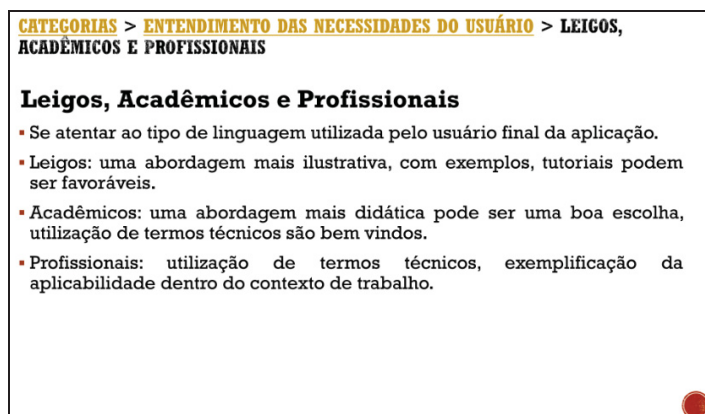 CATEGORIAS > ENTENDIMENTO DAS NECESSIDADES DO USUÁRIO > LEIGOS,
ACADÊMICOS E PROFISSIONAIS
Leigos, Acadêmicos e Profissionais
▪ Se atentar ao tipo de linguagem utilizada pelo usuário final da aplicação.
▪ Leigos: uma abordagem mais ilustrativa, com exemplos, tutoriais podem
ser favoráveis.
▪ Acadêmicos: uma abordagem mais didática pode ser uma boa escolha,
utilização de termos técnicos são bem vindos.
▪ Profissionais: utilização de termos técnicos, exemplificação da
aplicabilidade dentro do contexto de trabalho.